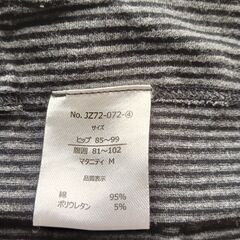 No. JZ72-072-④
サイズ
ヒップ 85〜99
腹囲 81〜102
マタニティ M
品質表示
綿 95%
ポリウレタン 5%